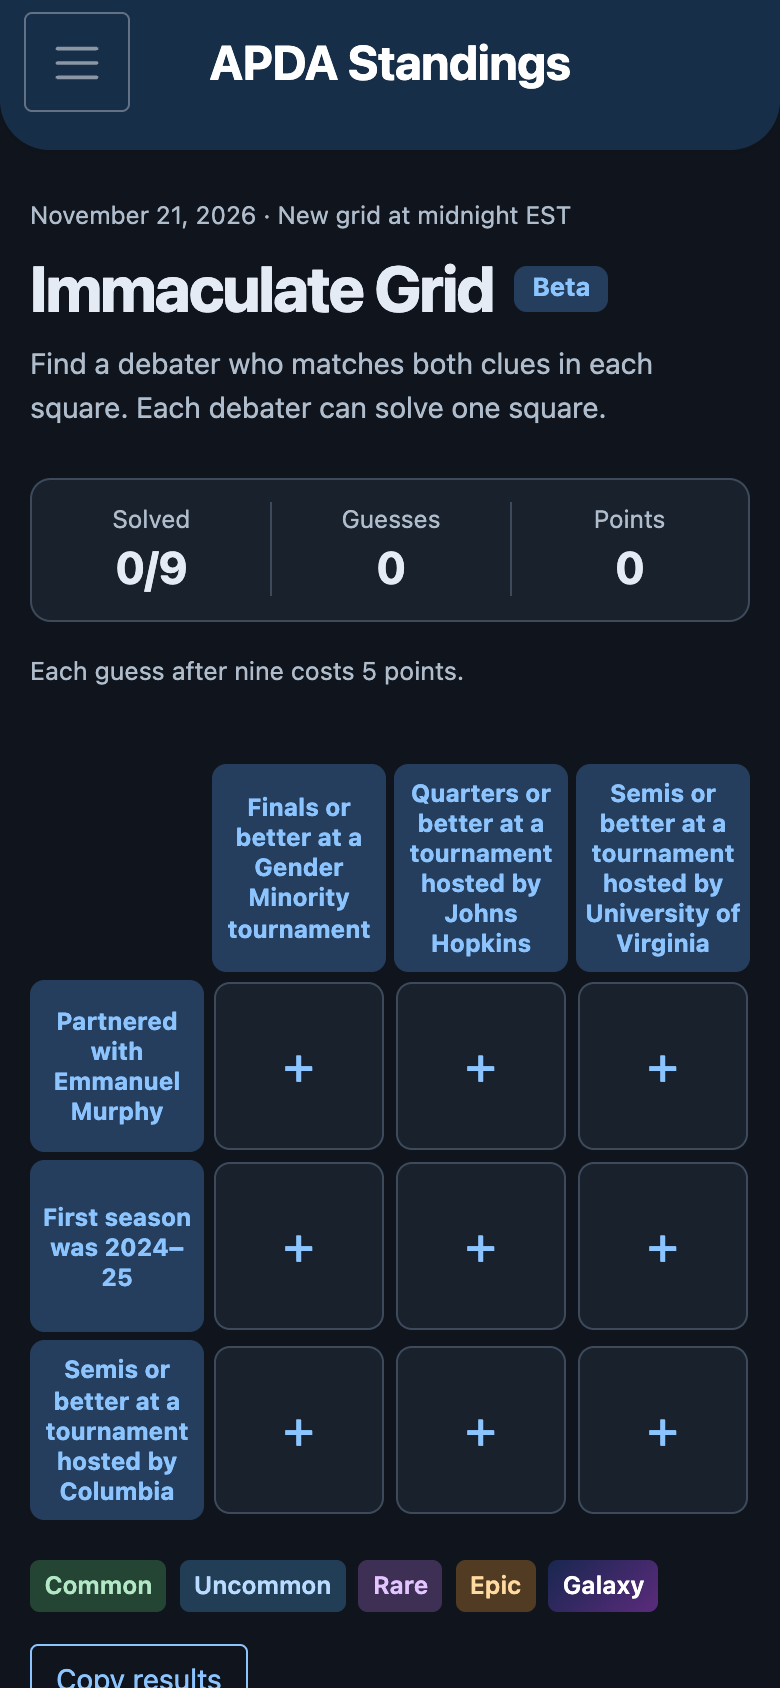 APDA Standings
November 21, 2026 · New grid at midnight EST
Immaculate Grid
Beta
Find a debater who matches both clues in each
square. Each debater can solve one square.
Solved
0/9
Guesses
0
Points
0
Each guess after nine costs 5 points.
Finals or
better at a
Gender
Minority
tournament
Quarters or
better at a
tournament
hosted by
Johns
Hopkins
Semis or
better at a
tournament
hosted by
University of
Virginia
Partnered
with
Emmanuel
Murphy
+
+
+
First season
was 2024–
25
+
+
+
Semis or
better at a
tournament
hosted by
Columbia
+
+
+
Common
Uncommon
Rare
Epic
Galaxy
Copy results